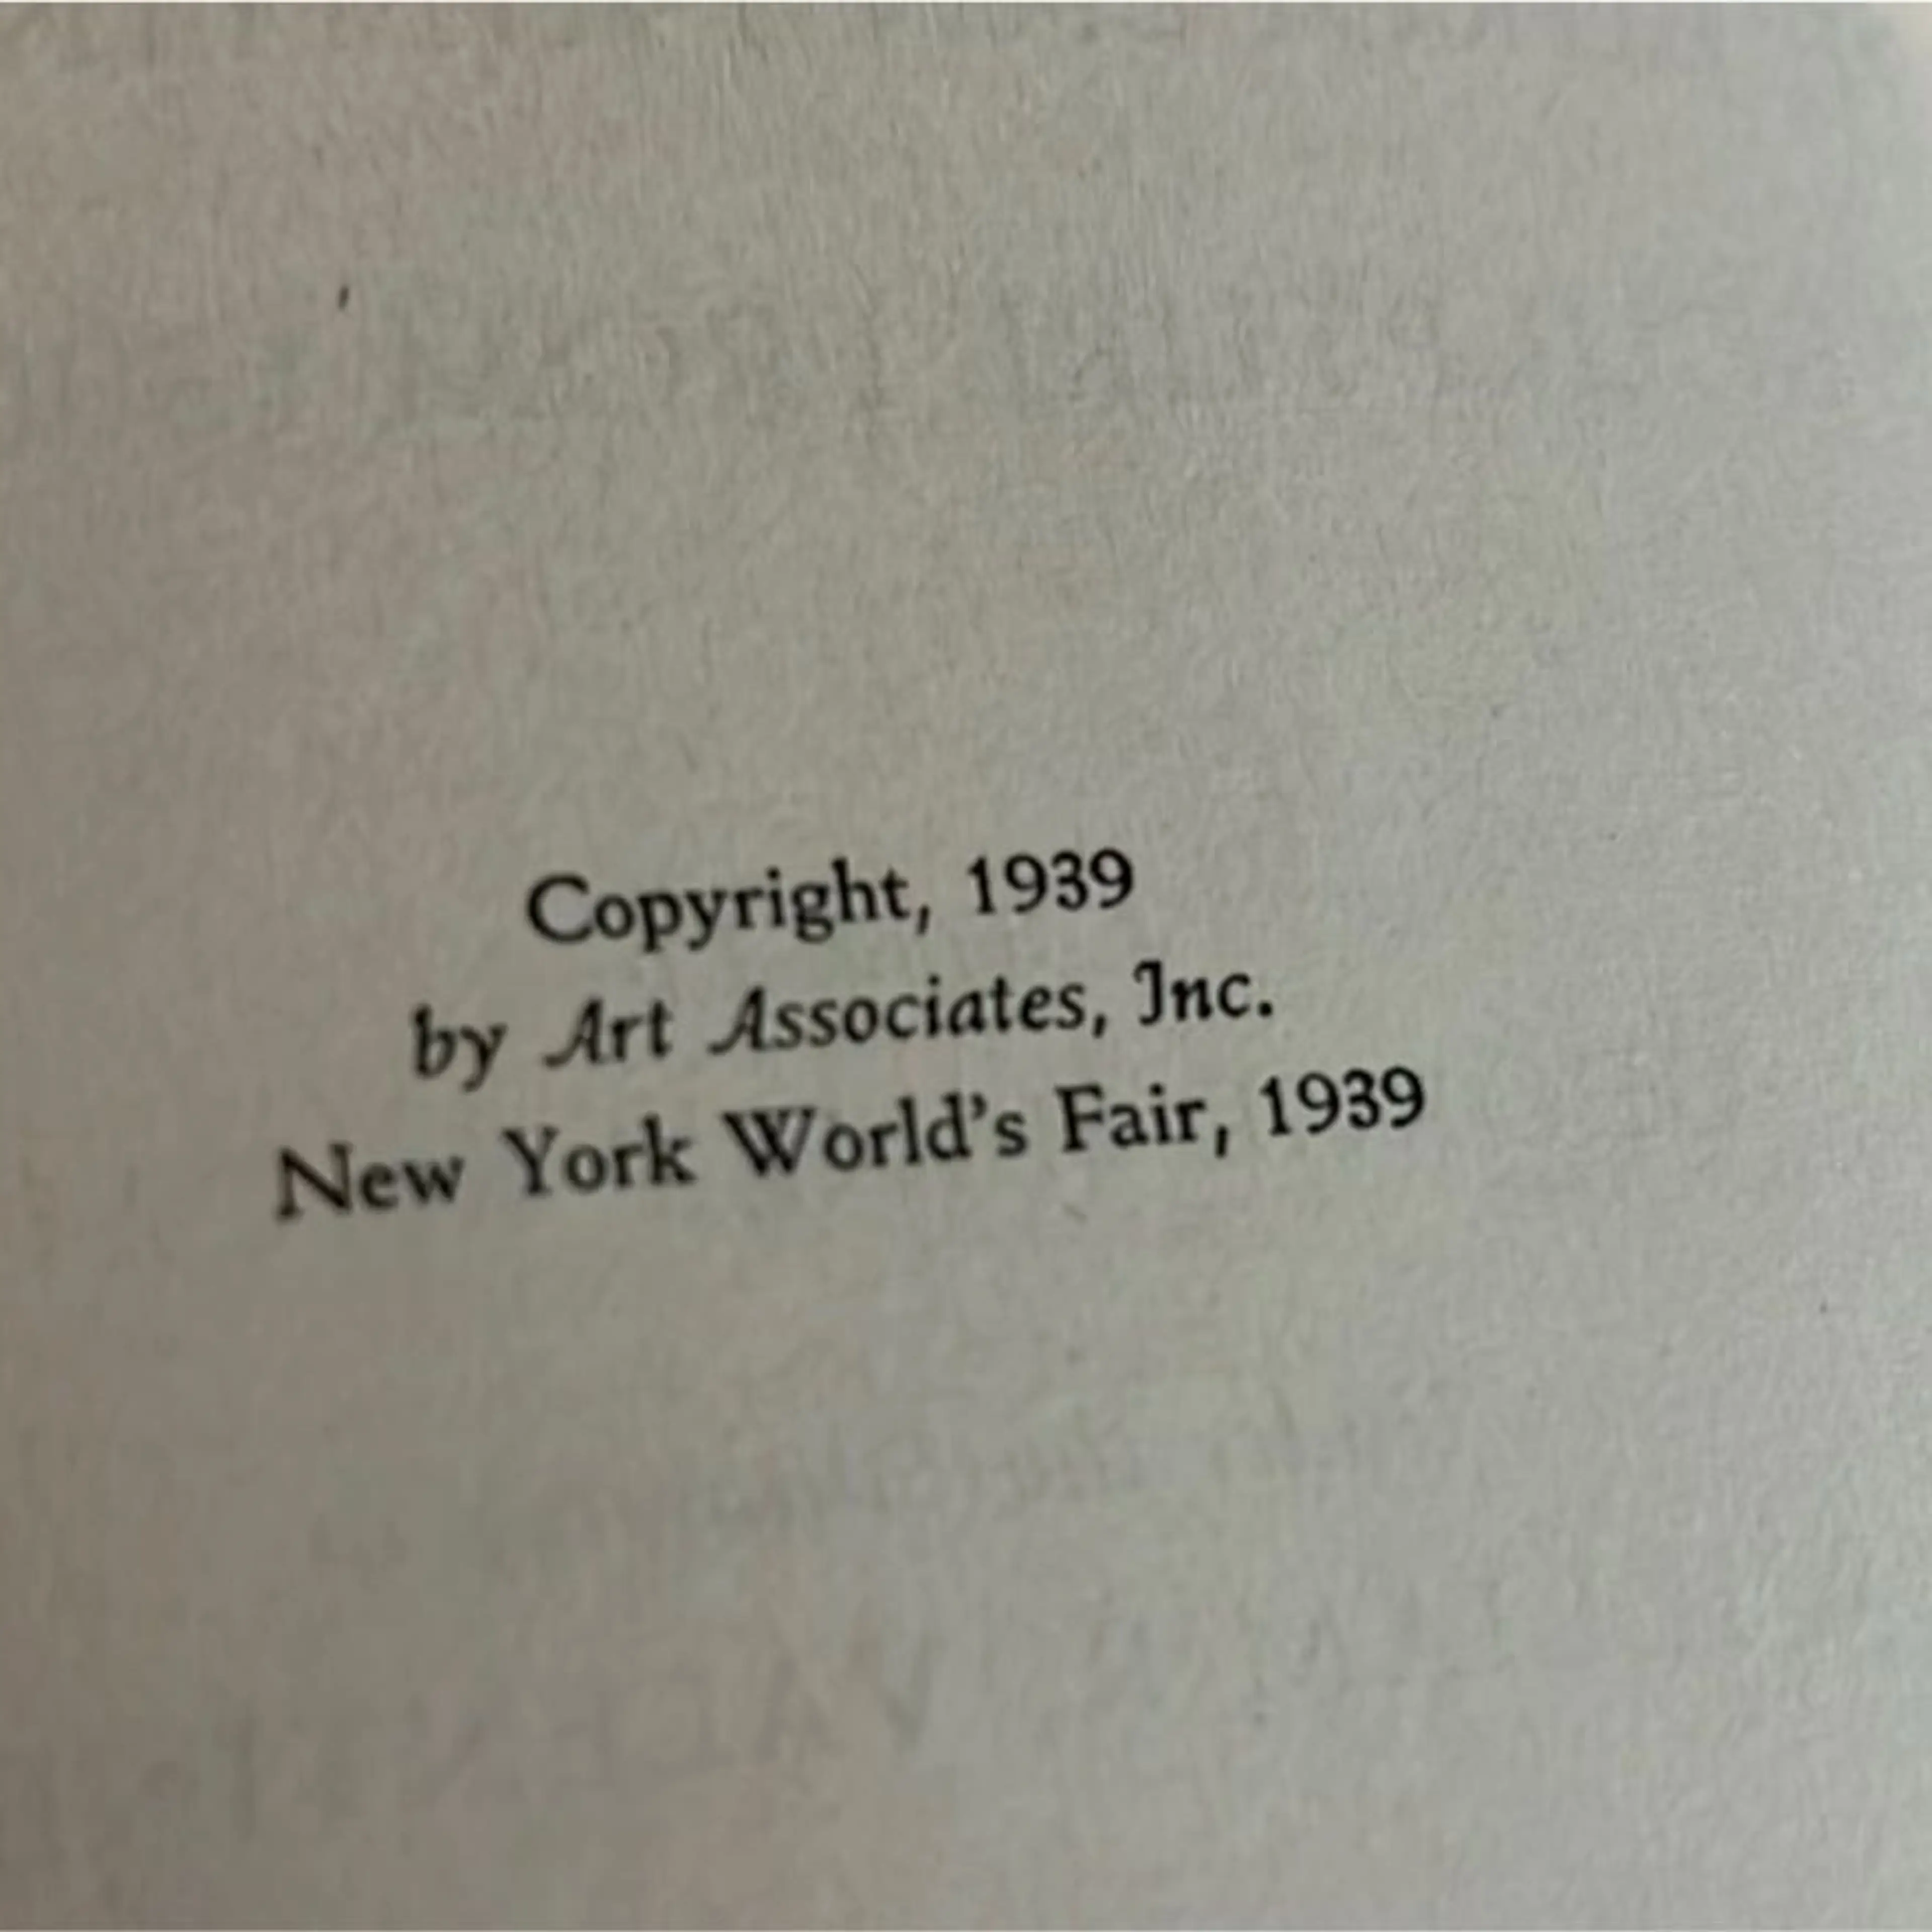 Copyright, 1939
by Art Associates, Inc.
New York World's Fair, 1939